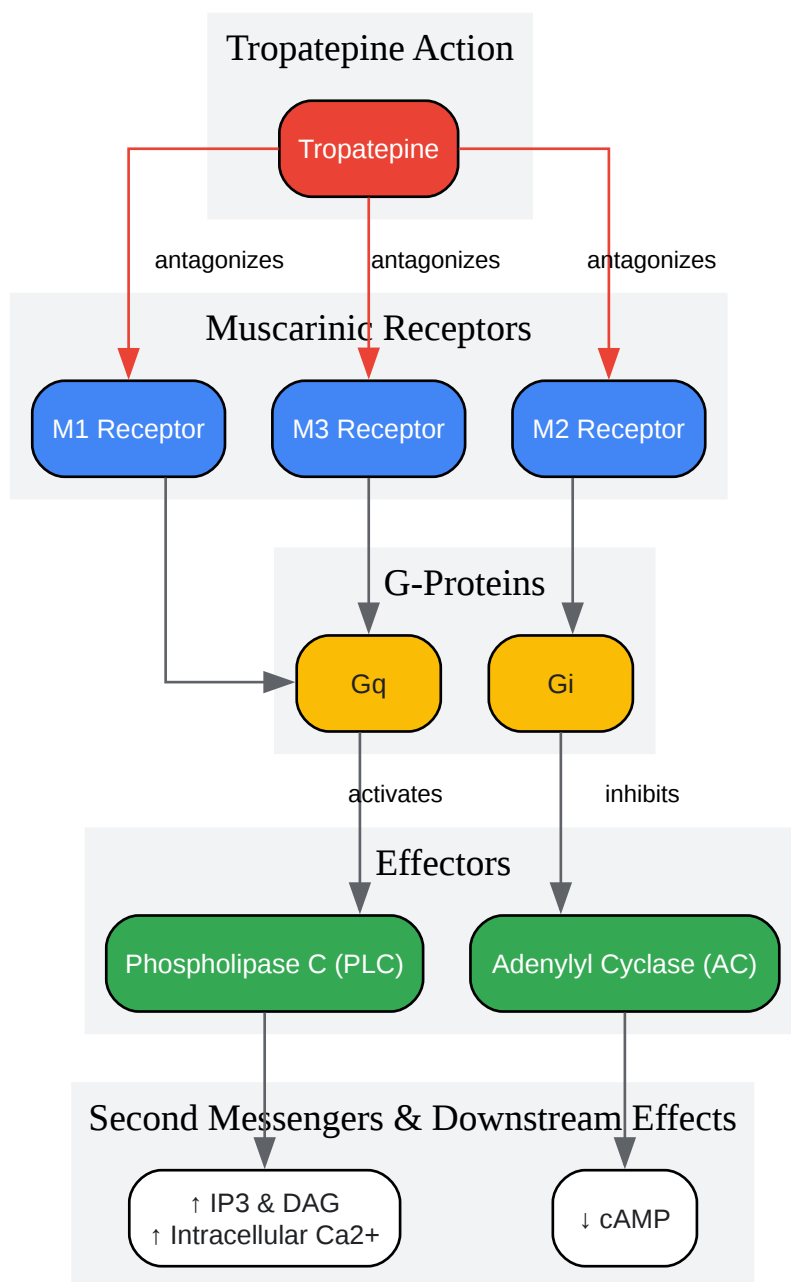 Tropatepine Action
Tropatepine
antagonizes
antagonizes
antagonizes
Muscarinic Receptors
M1 Receptor
M3 Receptor
M2 Receptor
G-Proteins
Gq
Gi
activates
inhibits
Effectors
Phospholipase C (PLC)
Adenylyl Cyclase (AC)
Second Messengers & Downstream Effects
↑ IP3 & DAG
↑ Intracellular Ca2+
↓ cAMP